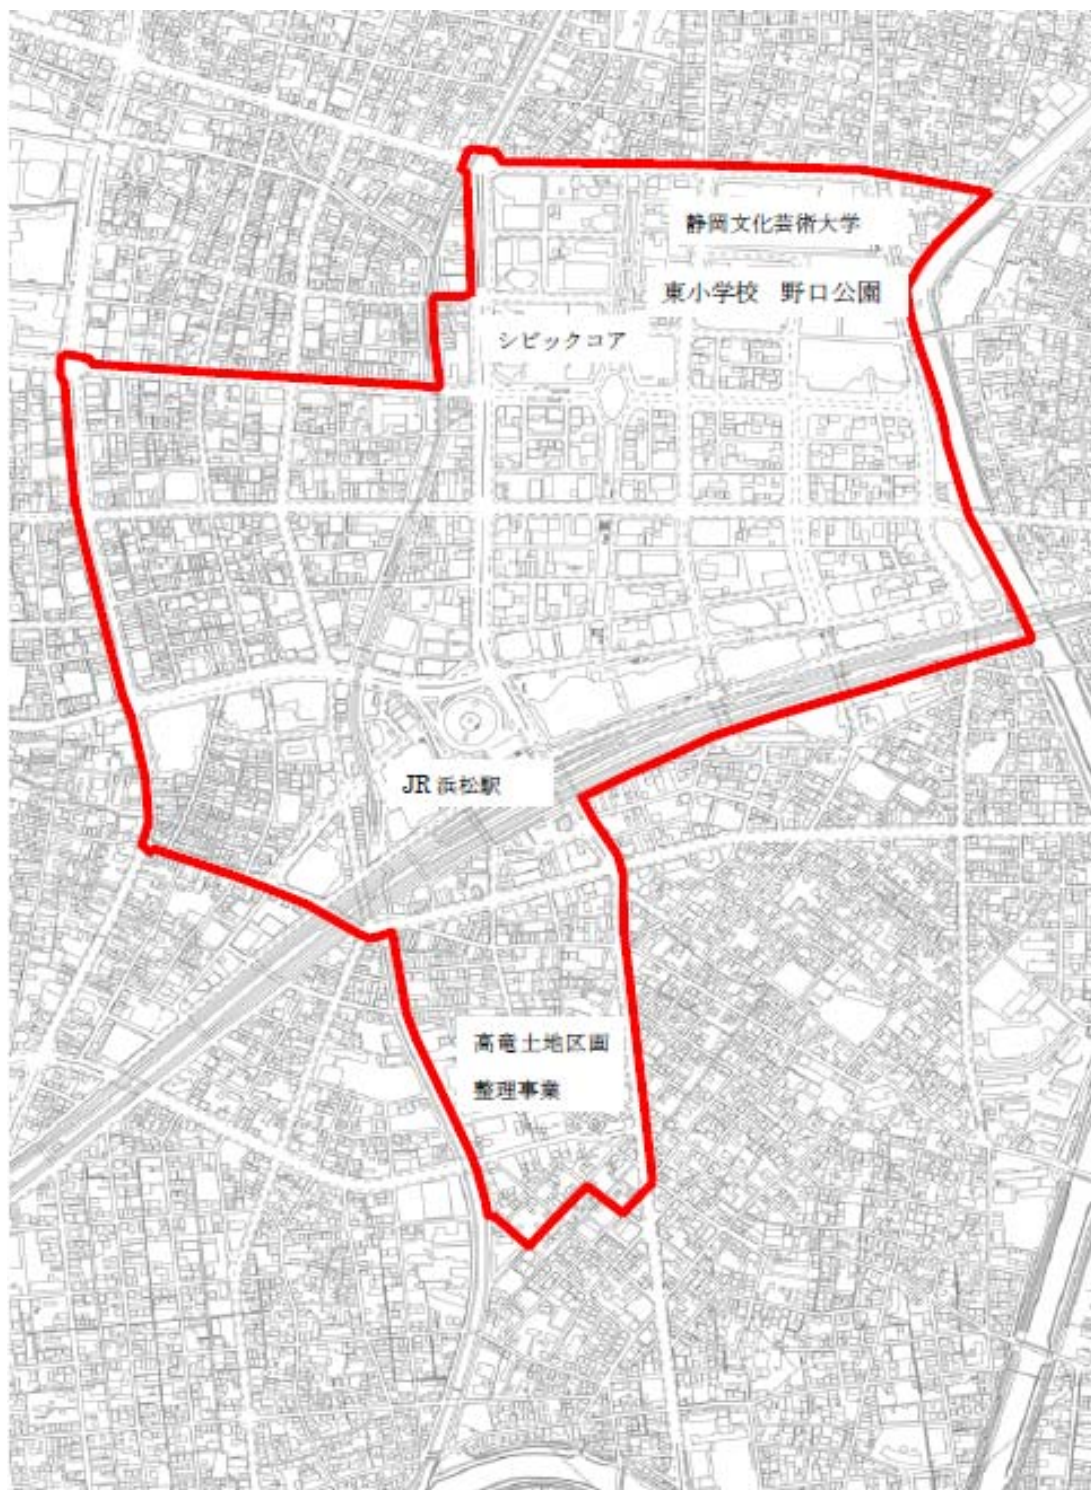 静岡文化芸術大学
東小学校　野口公園
シビックコア
JR 浜松駅
高竜土地区画
整理事業